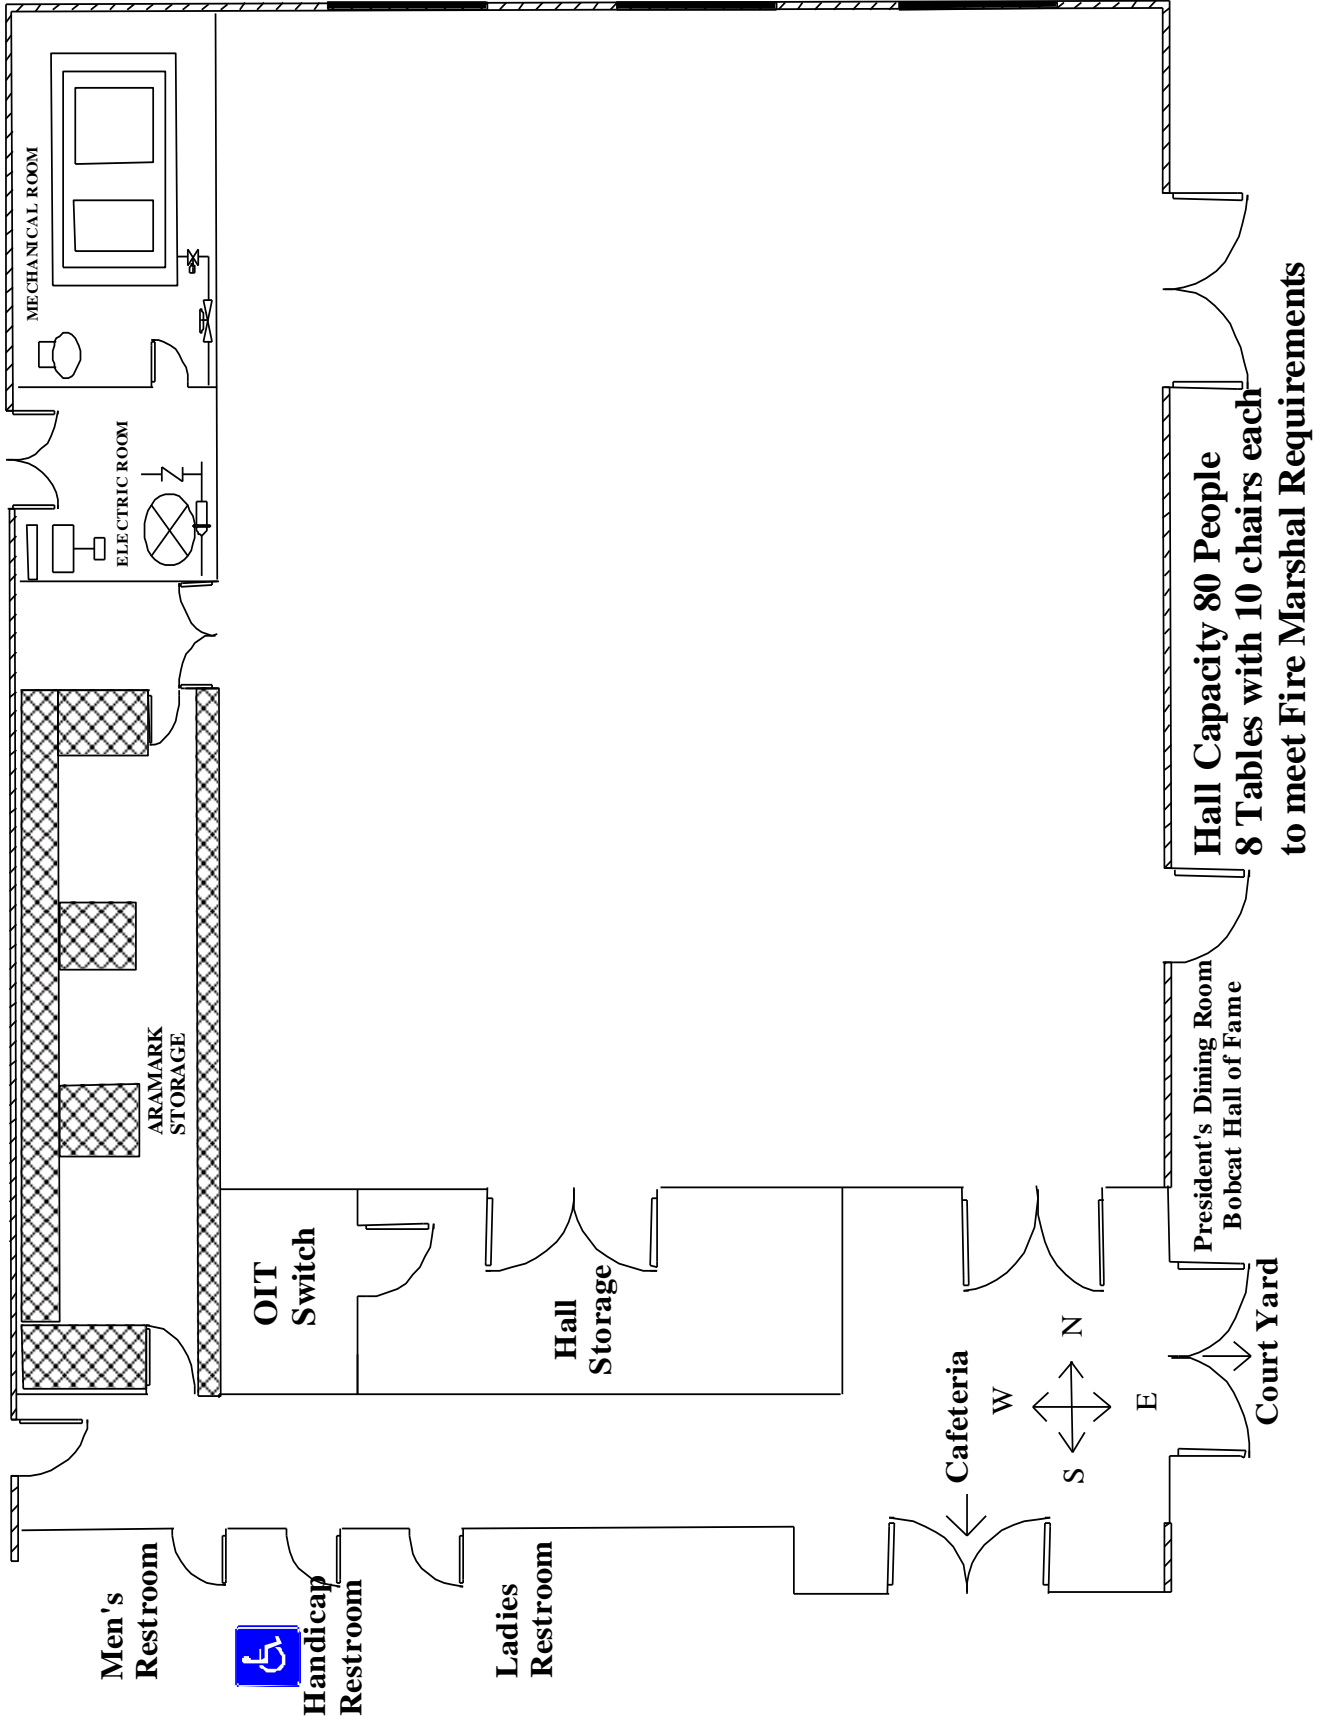 MECHANICAL ROOM
ELECTRIC ROOM
ARAMARK
STORAGE
OIT
Switch
Hall
Storage
Men's
Restroom
Handicap
Restroom
Ladies
Restroom
Cafeteria
W
N
S
E
Court Yard
President's Dining Room
Bobcat Hall of Fame
Hall Capacity 80 People
8 Tables with 10 chairs each
to meet Fire Marshal Requirements